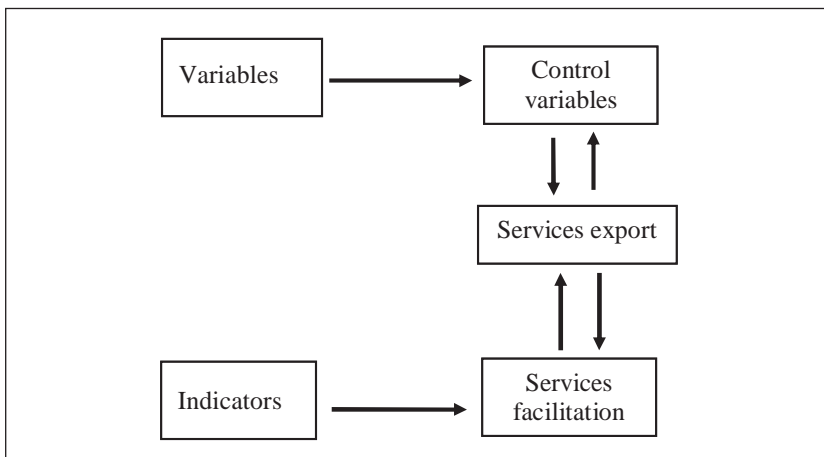 Variables
Control
variables
Services export
Indicators
Services
facilitation